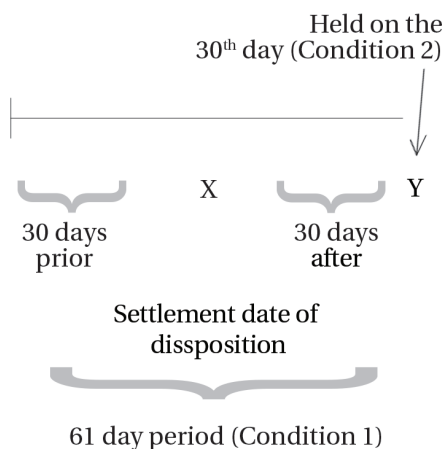 Held on the
30th day (Condition 2)
X
Y
30 days
prior
30 days
after
Settlement date of
dissposition
61 day period (Condition 1)